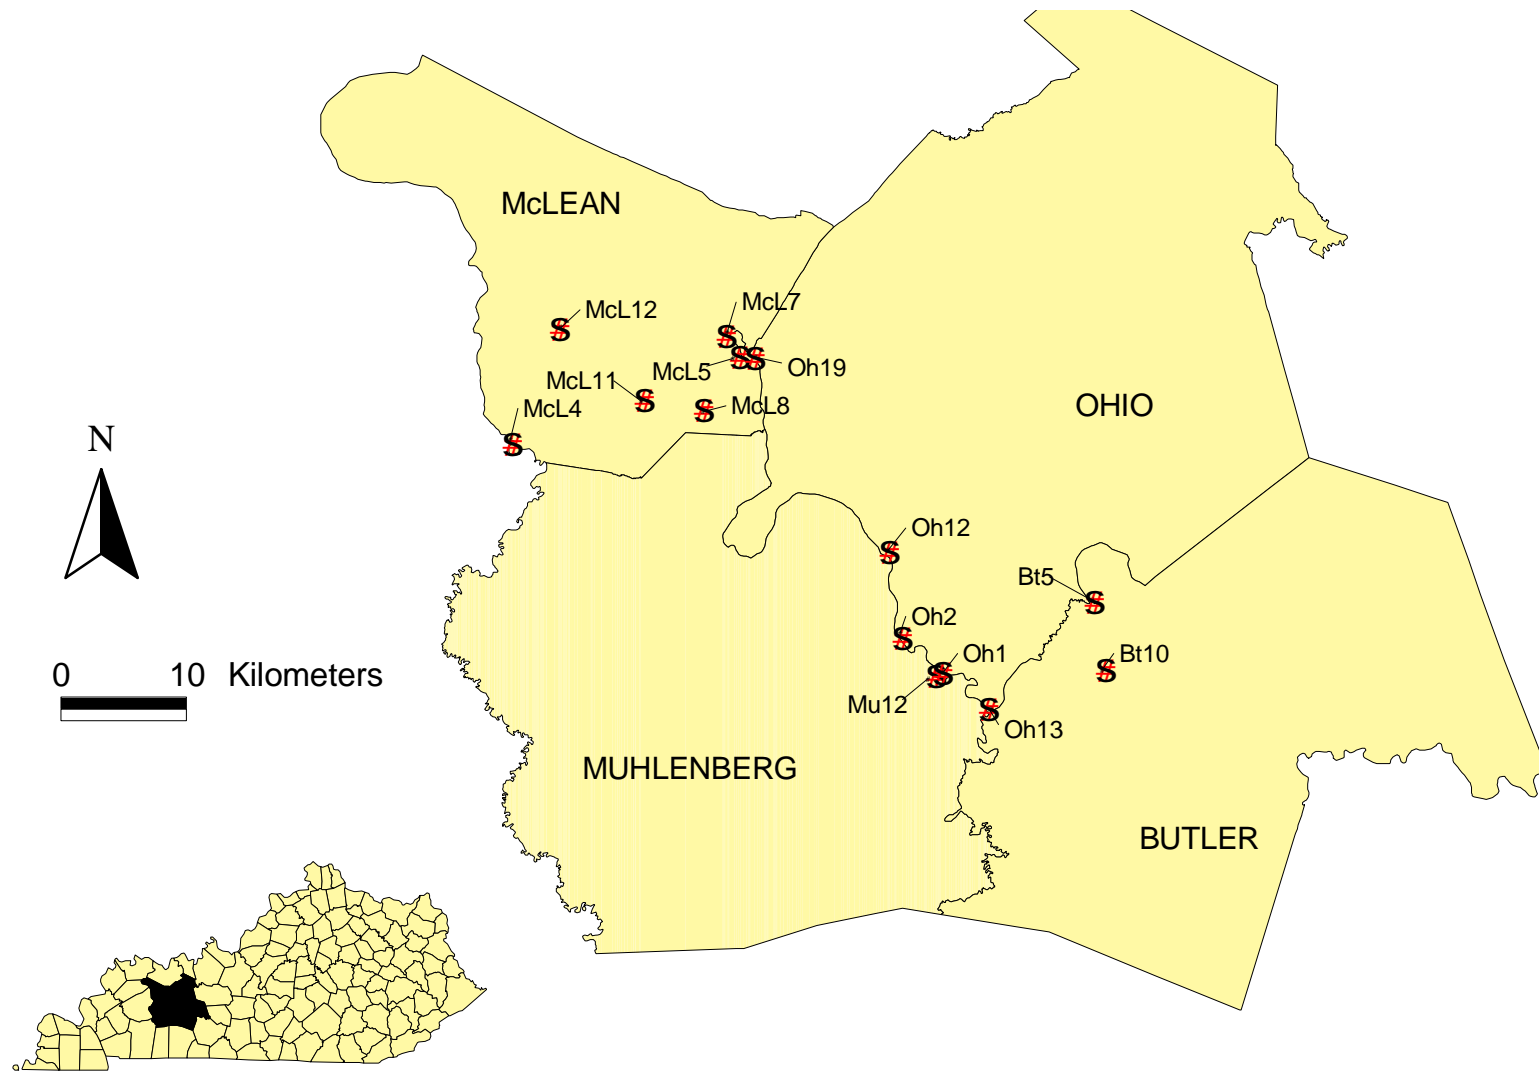 McLEAN
McL7
McL12
McL5
Oh19
McL11
McL4
McL8
OHIO
N
Oh12
Bt5
Oh2
Oh1
Bt10
0 10 Kilometers
Mu12
Oh13
MUHLENBERG
BUTLER